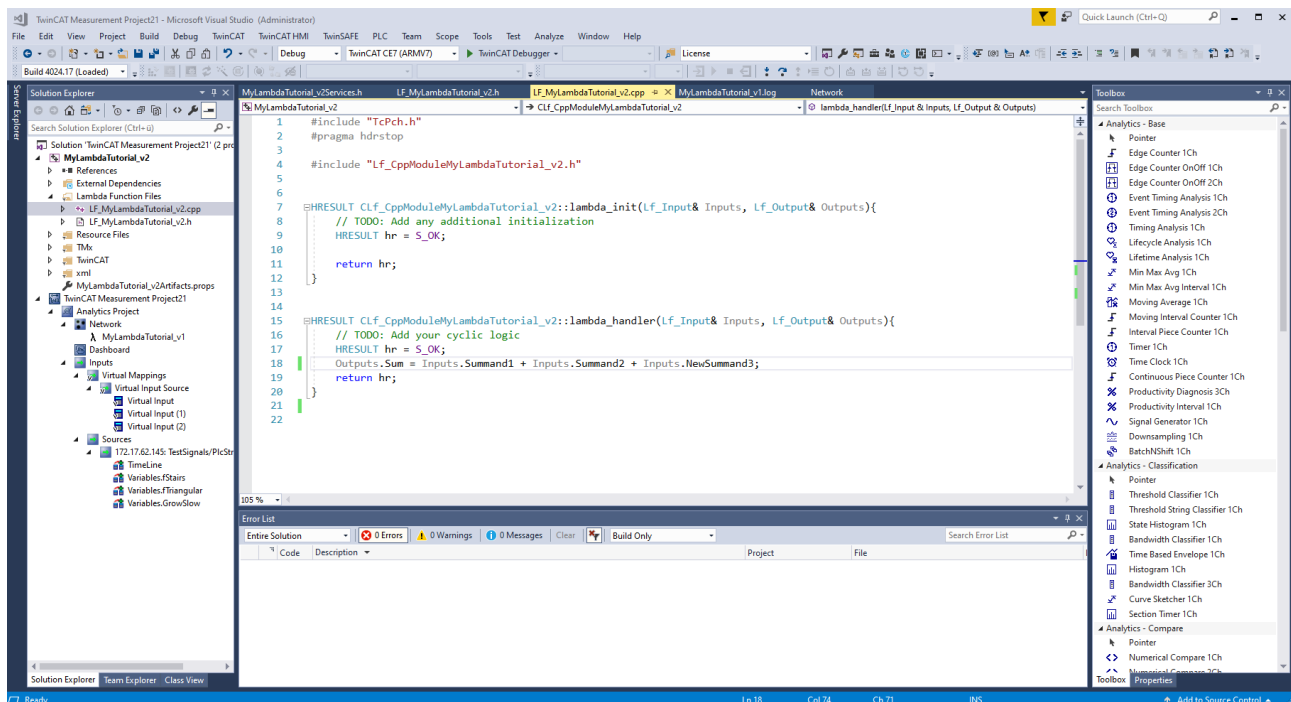 TwinCAT Measurement Project21 - Microsoft Visual Studio (Administrator)
Quick Launch (Ctrl+Q)
File Edit View Project Build Debug TwinCAT TwinCAT HMI TwinSAFE PLC Team Scope Tools Test Analyze Window Help
Debug TwinCAT CE7 (ARMV7) TwinCAT Debugger License
Build 4024.17 (Loaded)
Server Explorer
Solution Explorer
Search Solution Explorer (Ctrl+ü)
Solution 'TwinCAT Measurement Project21' (2 pro
MyLambdaTutorial_v2
References
External Dependencies
Lambda Function Files
LF_MyLambdaTutorial_v2.cpp
LF_MyLambdaTutorial_v2.h
Resource Files
TMx
TwinCAT
xml
MyLambdaTutorial_v2Artifacts.props
TwinCAT Measurement Project21
Analytics Project
Network
MyLambdaTutorial_v1
Dashboard
Inputs
Virtual Mappings
Virtual Input Source
Virtual Input
Virtual Input (1)
Virtual Input (2)
Sources
172.17.62.145: TestSignals/PlcStr
TimeLine
Variables.fStairs
Variables.fTriangular
Variables.GrowSlow
Solution Explorer Team Explorer Class View
MyLambdaTutorial_v2Services.h LF_MyLambdaTutorial_v2.h LF_MyLambdaTutorial_v2.cpp MyLambdaTutorial_v1.log Network
MyLambdaTutorial_v2 CLf_CppModuleMyLambdaTutorial_v2 lambda_handler(Lf_Input & Inputs, Lf_Output & Outputs)
1 #include "TcPch.h"
2 #pragma hdrstop
3
4 #include "Lf_CppModuleMyLambdaTutorial_v2.h"
5
6
7 HRESULT CLf_CppModuleMyLambdaTutorial_v2::lambda_init(Lf_Input& Inputs, Lf_Output& Outputs){
8 // TODO: Add any additional initialization
9 HRESULT hr = S_OK;
10
11 return hr;
12 }
13
14
15 HRESULT CLf_CppModuleMyLambdaTutorial_v2::lambda_handler(Lf_Input& Inputs, Lf_Output& Outputs){
16 // TODO: Add your cyclic logic
17 HRESULT hr = S_OK;
18 Outputs.Sum = Inputs.Summand1 + Inputs.Summand2 + Inputs.NewSummand3;
19 return hr;
20 }
21
22
105 %
Error List
Entire Solution 0 Errors 0 Warnings 0 Messages Clear Build Only Search Error List
Code Description Project File
Toolbox
Search Toolbox
Analytics - Base
Pointer
Edge Counter 1Ch
Edge Counter OnOff 1Ch
Edge Counter OnOff 2Ch
Event Timing Analysis 1Ch
Event Timing Analysis 2Ch
Timing Analysis 1Ch
Lifecycle Analysis 1Ch
Lifetime Analysis 1Ch
Min Max Avg 1Ch
Min Max Avg Interval 1Ch
Moving Average 1Ch
Moving Interval Counter 1Ch
Interval Piece Counter 1Ch
Timer 1Ch
Time Clock 1Ch
Continuous Piece Counter 1Ch
Productivity Diagnosis 3Ch
Productivity Interval 1Ch
Signal Generator 1Ch
Downsampling 1Ch
BatchNShift 1Ch
Analytics - Classification
Pointer
Threshold Classifier 1Ch
Threshold String Classifier 1Ch
State Histogram 1Ch
Bandwidth Classifier 1Ch
Time Based Envelope 1Ch
Histogram 1Ch
Bandwidth Classifier 3Ch
Curve Sketcher 1Ch
Section Timer 1Ch
Analytics - Compare
Pointer
Numerical Compare 1Ch
Numerical Compare 2Ch
Toolbox Properties
Ready Ln 18 Col 74 Ch 71 INS Add to Source Control